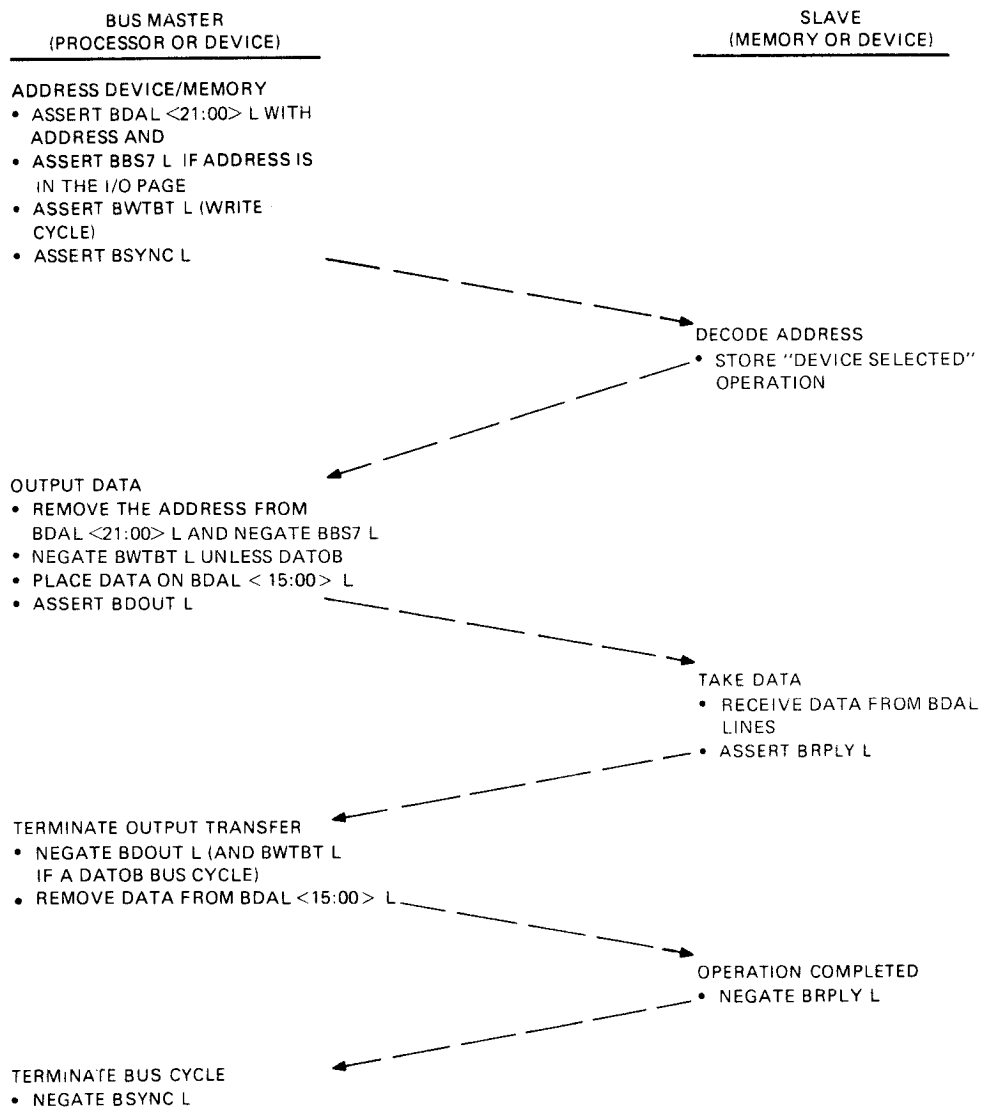 BUS MASTER
(PROCESSOR OR DEVICE)
SLAVE
(MEMORY OR DEVICE)
ADDRESS DEVICE/MEMORY
• ASSERT BDAL <21:00> L WITH
ADDRESS AND
• ASSERT BBS7 L IF ADDRESS IS
IN THE I/O PAGE
• ASSERT BWTBT L (WRITE
CYCLE)
• ASSERT BSYNC L
DECODE ADDRESS
• STORE "DEVICE SELECTED"
OPERATION
OUTPUT DATA
• REMOVE THE ADDRESS FROM
BDAL <21:00> L AND NEGATE BBS7 L
• NEGATE BWTBT L UNLESS DATOB
• PLACE DATA ON BDAL < 15:00> L
• ASSERT BDOUT L
TAKE DATA
• RECEIVE DATA FROM BDAL
LINES
• ASSERT BRPLY L
TERMINATE OUTPUT TRANSFER
• NEGATE BDOUT L (AND BWTBT L
IF A DATOB BUS CYCLE)
• REMOVE DATA FROM BDAL <15:00> L
OPERATION COMPLETED
• NEGATE BRPLY L
TERMINATE BUS CYCLE
• NEGATE BSYNC L